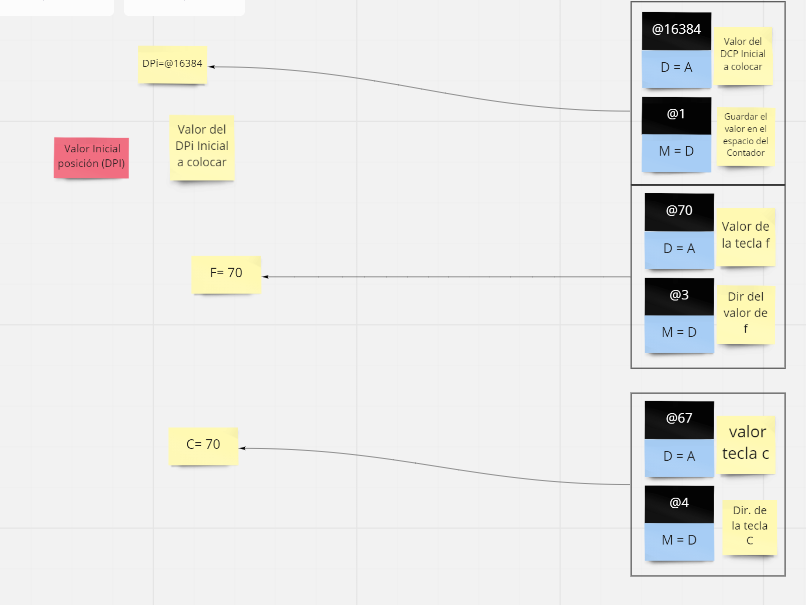 DPi=@16384
Valor del
DPi Inicial
a colocar
Valor Inicial
posición (DPI)
F= 70
C= 70
@16384
D = A
Valor del
DCP Inicial
a colocar
@1
M = D
Guardar el
valor en el
espacio del
Contador
@70
D = A
Valor de
la tecla f
@3
M = D
Dir del
valor de
f
@67
D = A
valor
tecla c
@4
M = D
Dir. de
la tecla
C